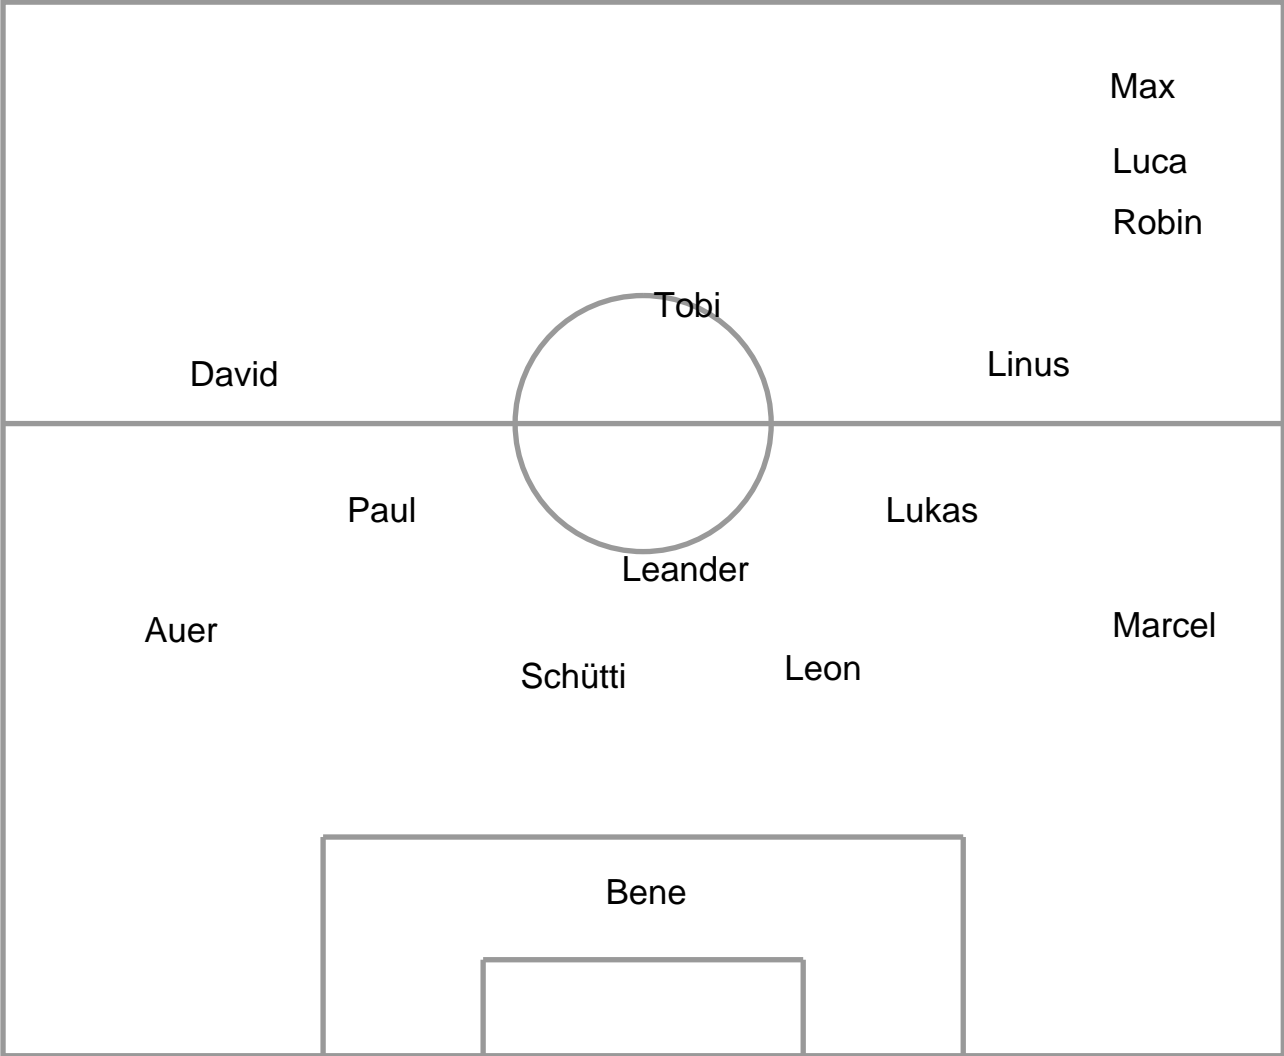 Max
Luca
Robin
Tobi
Linus
David
Paul
Lukas
Leander
Marcel
Auer
Leon
Schütti
Bene